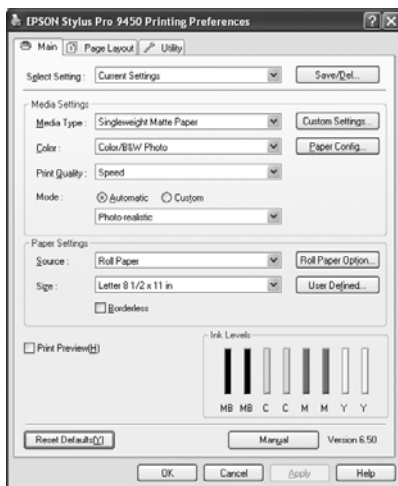 EPSON Stylus Pro 9450 Printing Preferences
Main Page Layout Utility
Select Setting : Current Settings Save/Del...
Media Settings
Media Type : Singleweight Matte Paper Custom Settings...
Color : Color/B&W Photo Paper Config...
Print Quality : Speed
Mode : Automatic Custom
Photo-realistic
Paper Settings
Source : Roll Paper Roll Paper Option...
Size : Letter 8 1/2 x 11 in User Defined...
Borderless
Print Preview(H)
Ink Levels
MB MB C C M M Y Y
Reset Defaults(Y) Manual Version 6.50
OK Cancel Apply Help